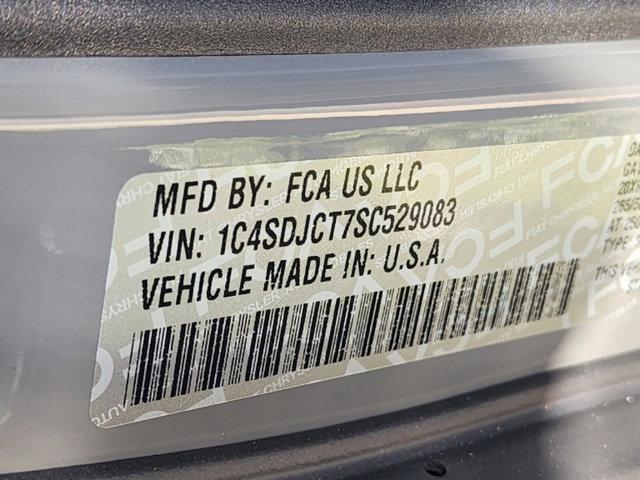 MFD BY: FCA US LLC
VIN: 1C4SDJCT7SC529083
VEHICLE MADE IN: U.S.A.